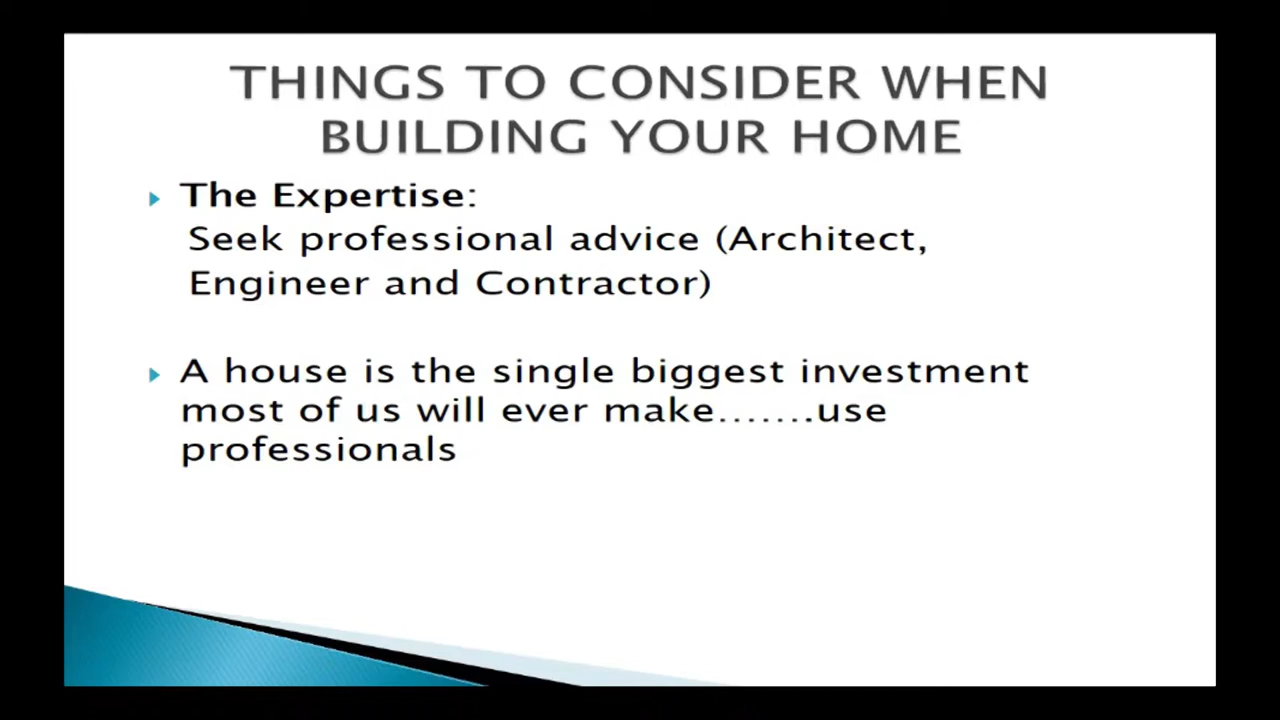 THINGS TO CONSIDER WHEN
BUILDING YOUR HOME
The Expertise:
Seek professional advice (Architect,
Engineer and Contractor)
A house is the single biggest investment
most of us will ever make.......use
professionals